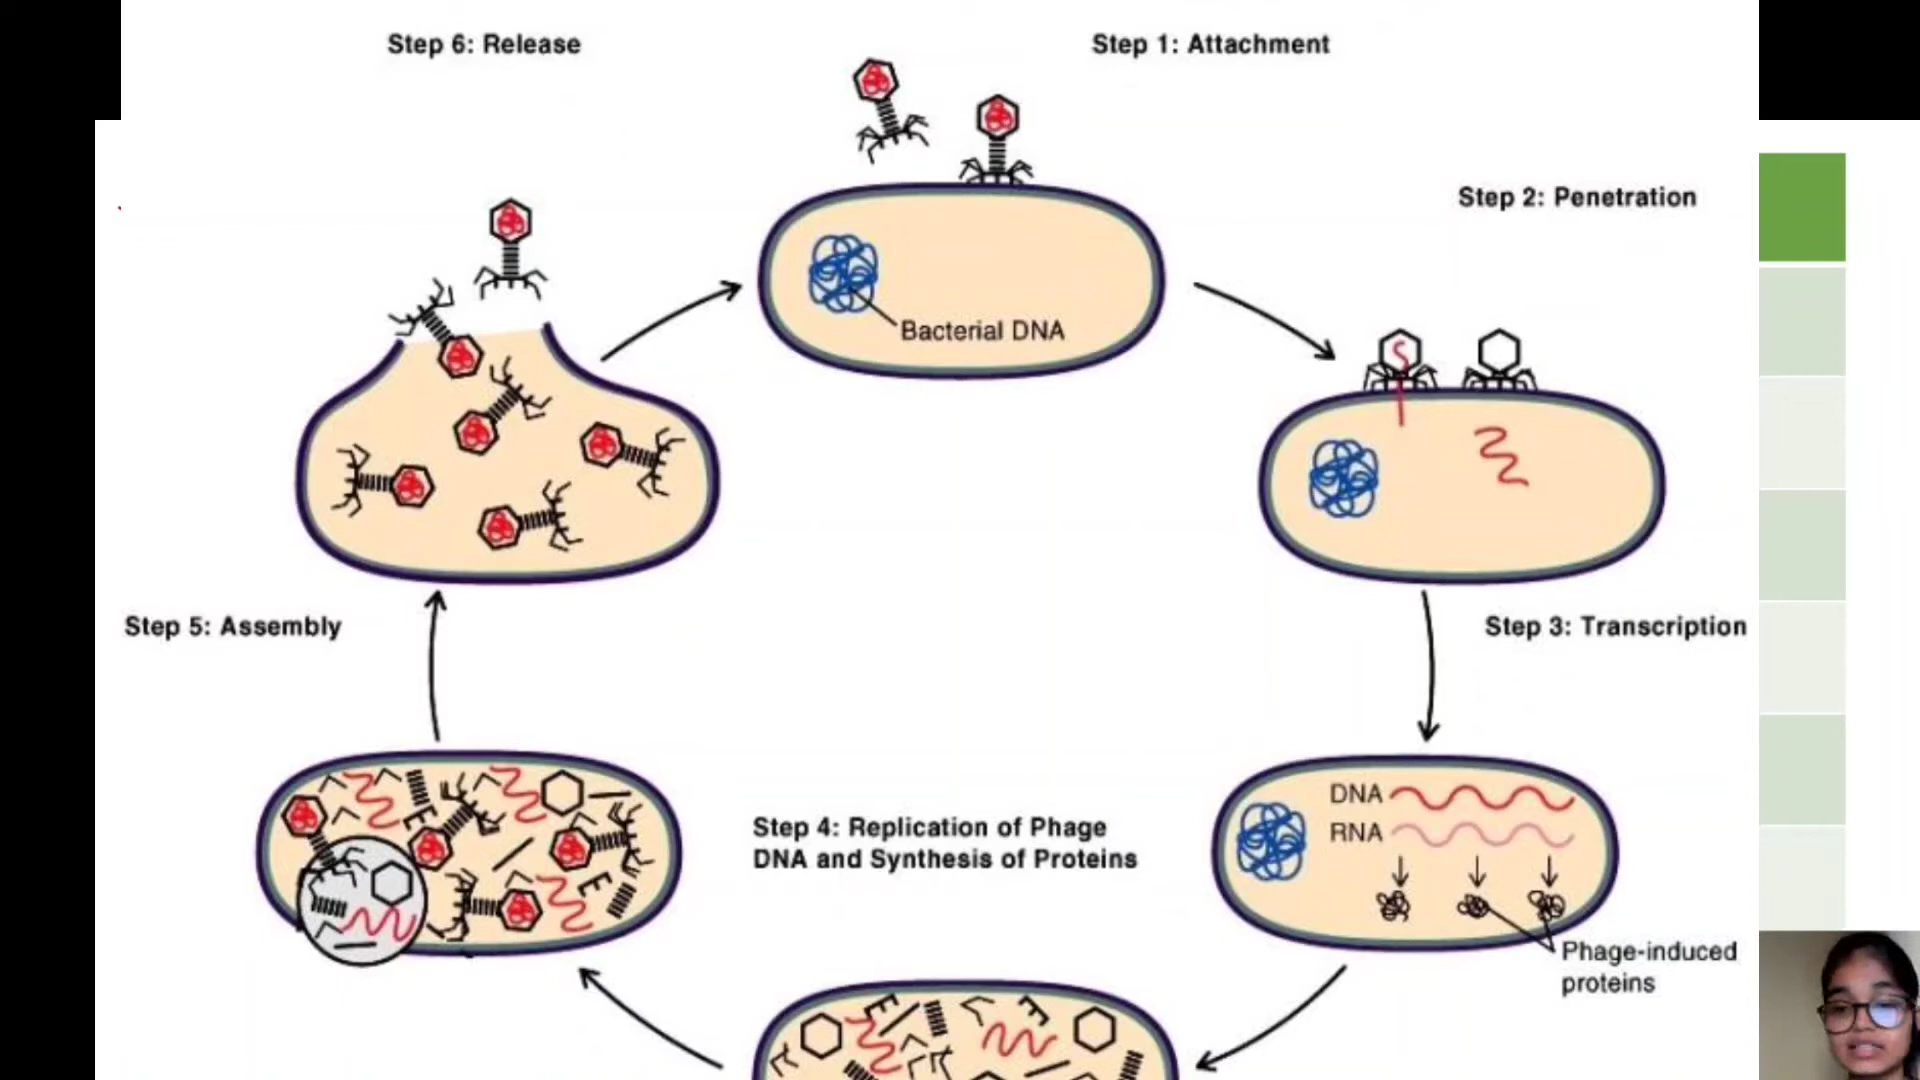 Step 6: Release
Step 1: Attachment
Step 2: Penetration
Bacterial DNA
Step 5: Assembly
Step 3: Transcription
DNA
RNA
Step 4: Replication of Phage
DNA and Synthesis of Proteins
Phage-induced
proteins